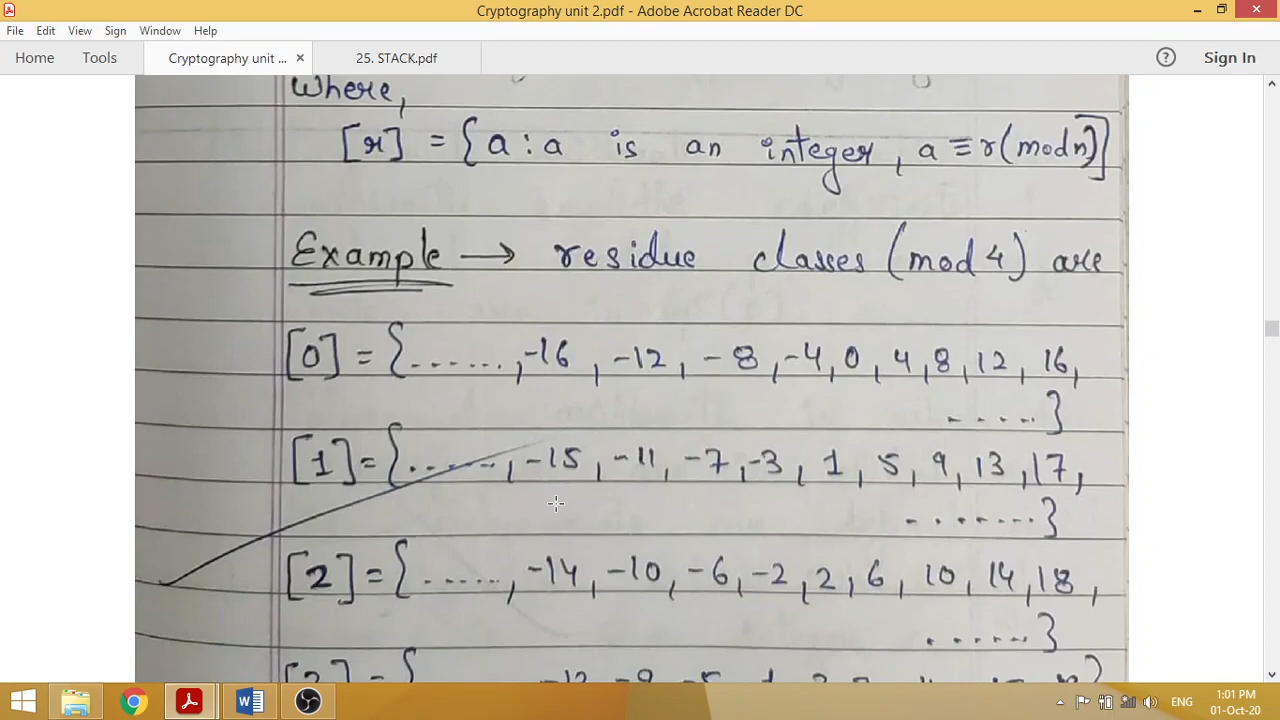 Cryptography unit 2.pdf - Adobe Acrobat Reader DC
File Edit View Sign Window Help
Home Tools Cryptography unit ... × 25. STACK.pdf ? Sign In
Where,
[r] = {a : a is an integer, a ≡ r(mod n)]
Example → residue classes (mod 4) are
[0] = {......, -16, -12, -8, -4, 0, 4, 8, 12, 16,
.....}
[1] = {......, -15, -11, -7, -3, 1, 5, 9, 13, 17,
.......}
[2] = {......, -14, -10, -6, -2, 2, 6, 10, 14, 18,
......}
ENG
1:01 PM
01-Oct-20